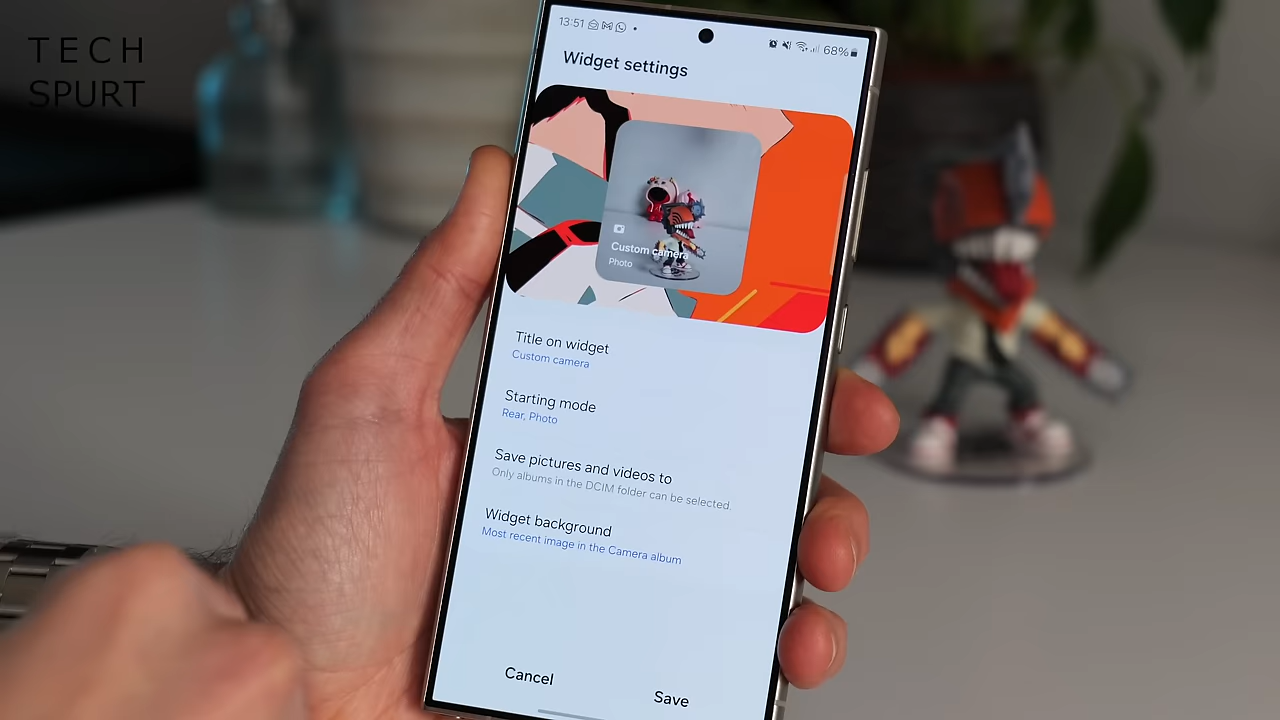 TECH
SPURT
13:51
68%
Widget settings
Custom camera
Photo
Title on widget
Custom camera
Starting mode
Rear, Photo
Save pictures and videos to
Only albums in the DCIM folder can be selected.
Widget background
Most recent image in the Camera album
Cancel
Save